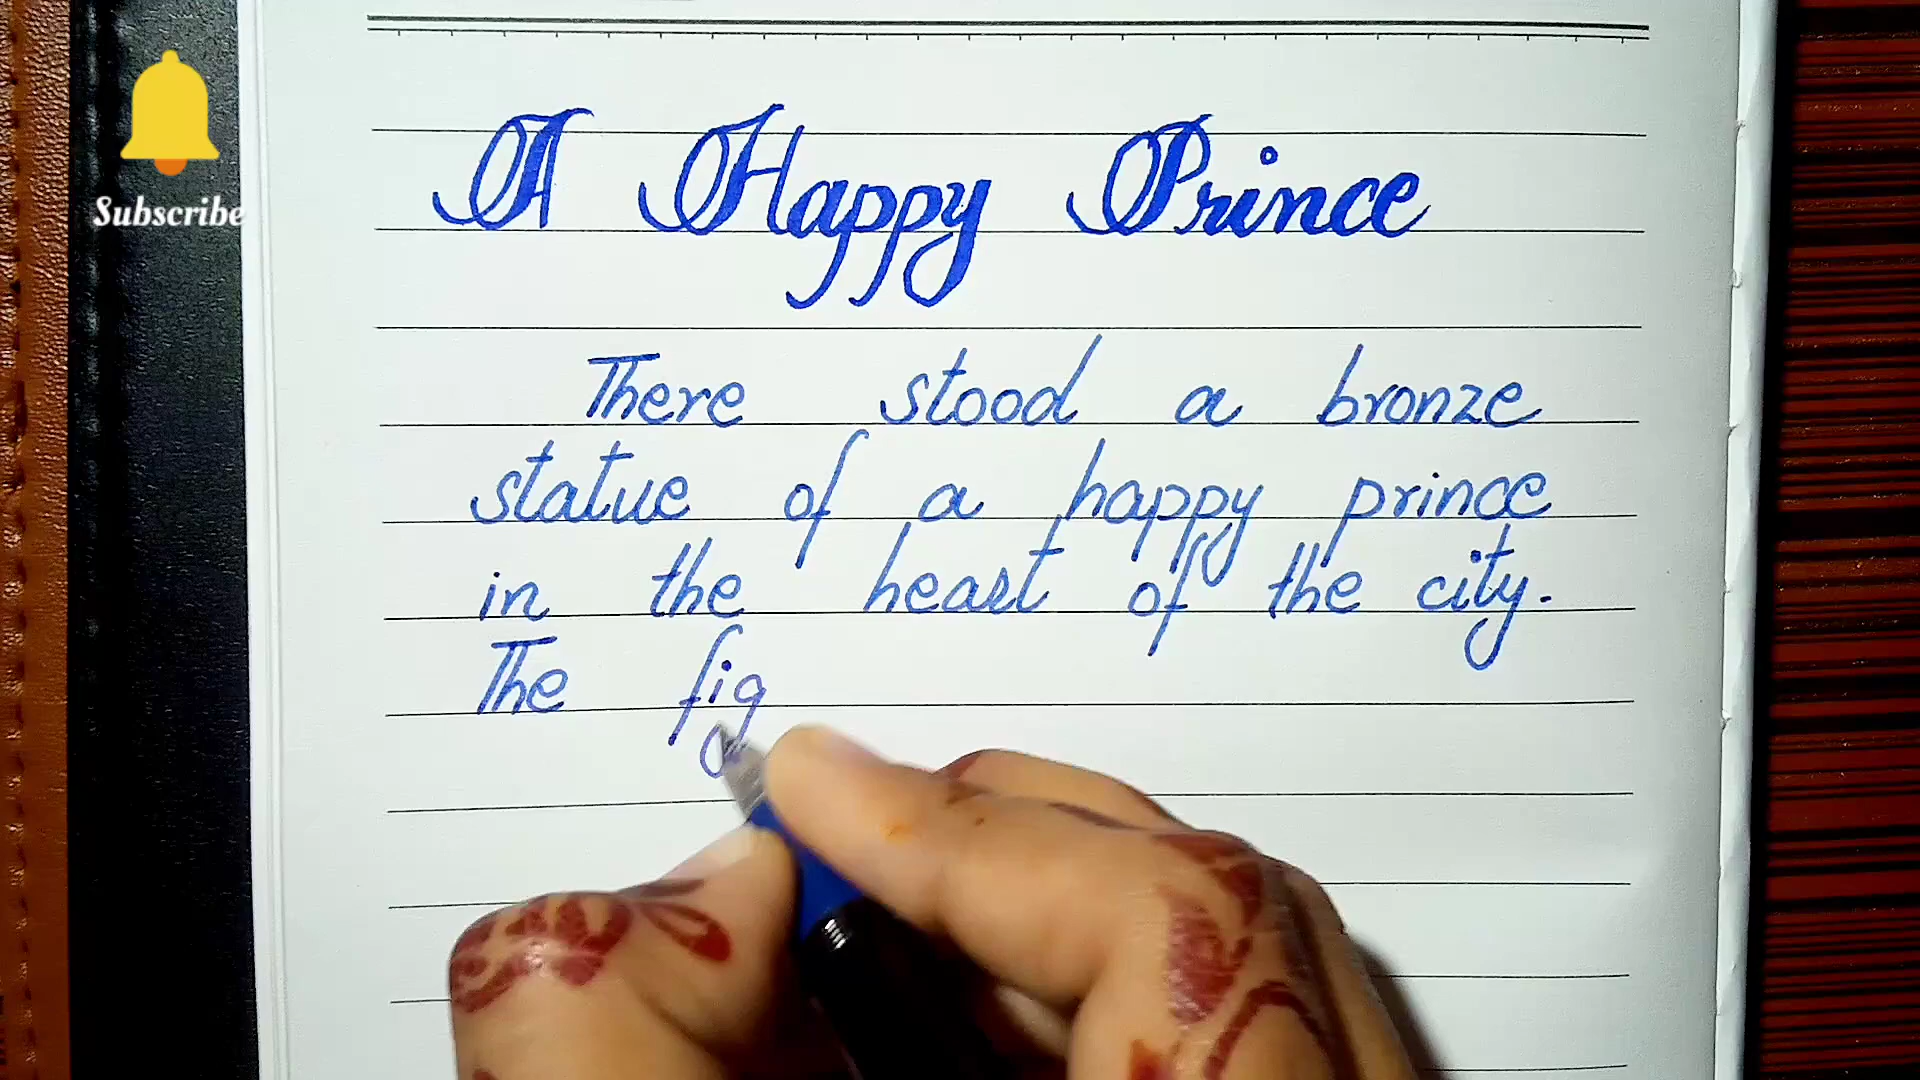 Subscribe
A Happy Prince
There stood a bronze
statue of a happy prince
in the heart of the city.
The fig